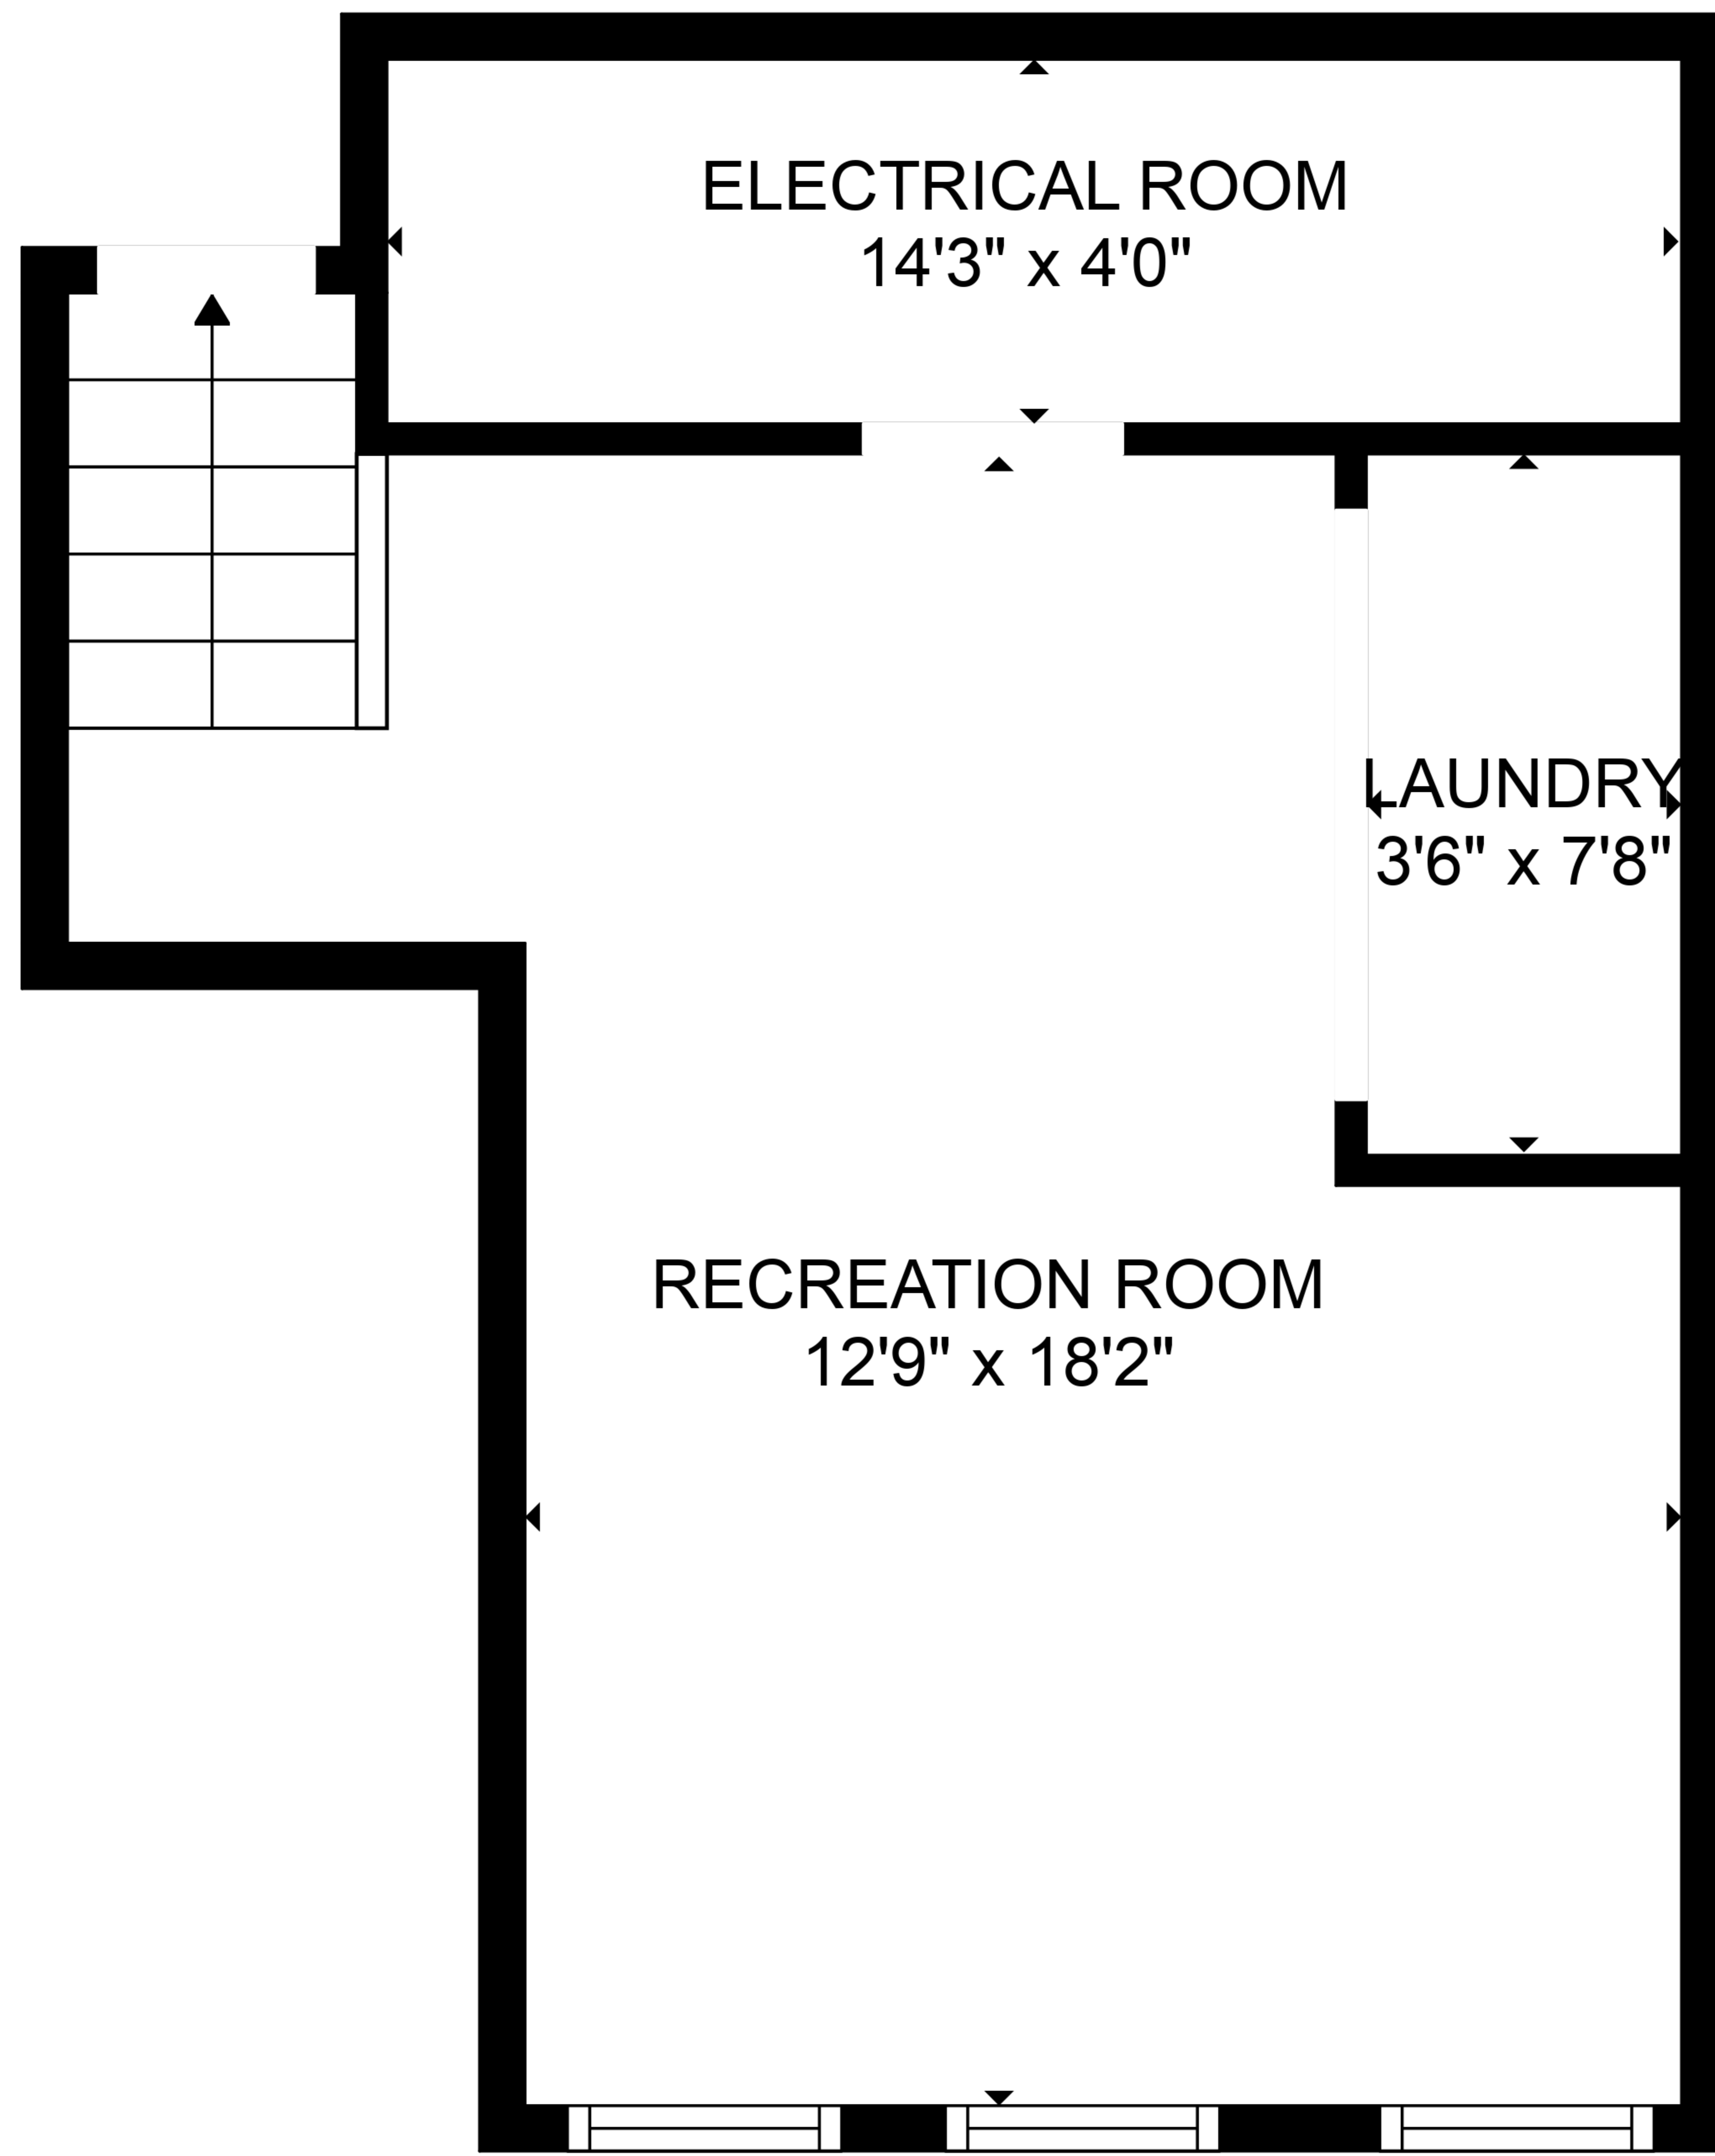 ELECTRICAL ROOM
14'3" x 4'0"
LAUNDRY
3'6" x 7'8"
RECREATION ROOM
12'9" x 18'2"